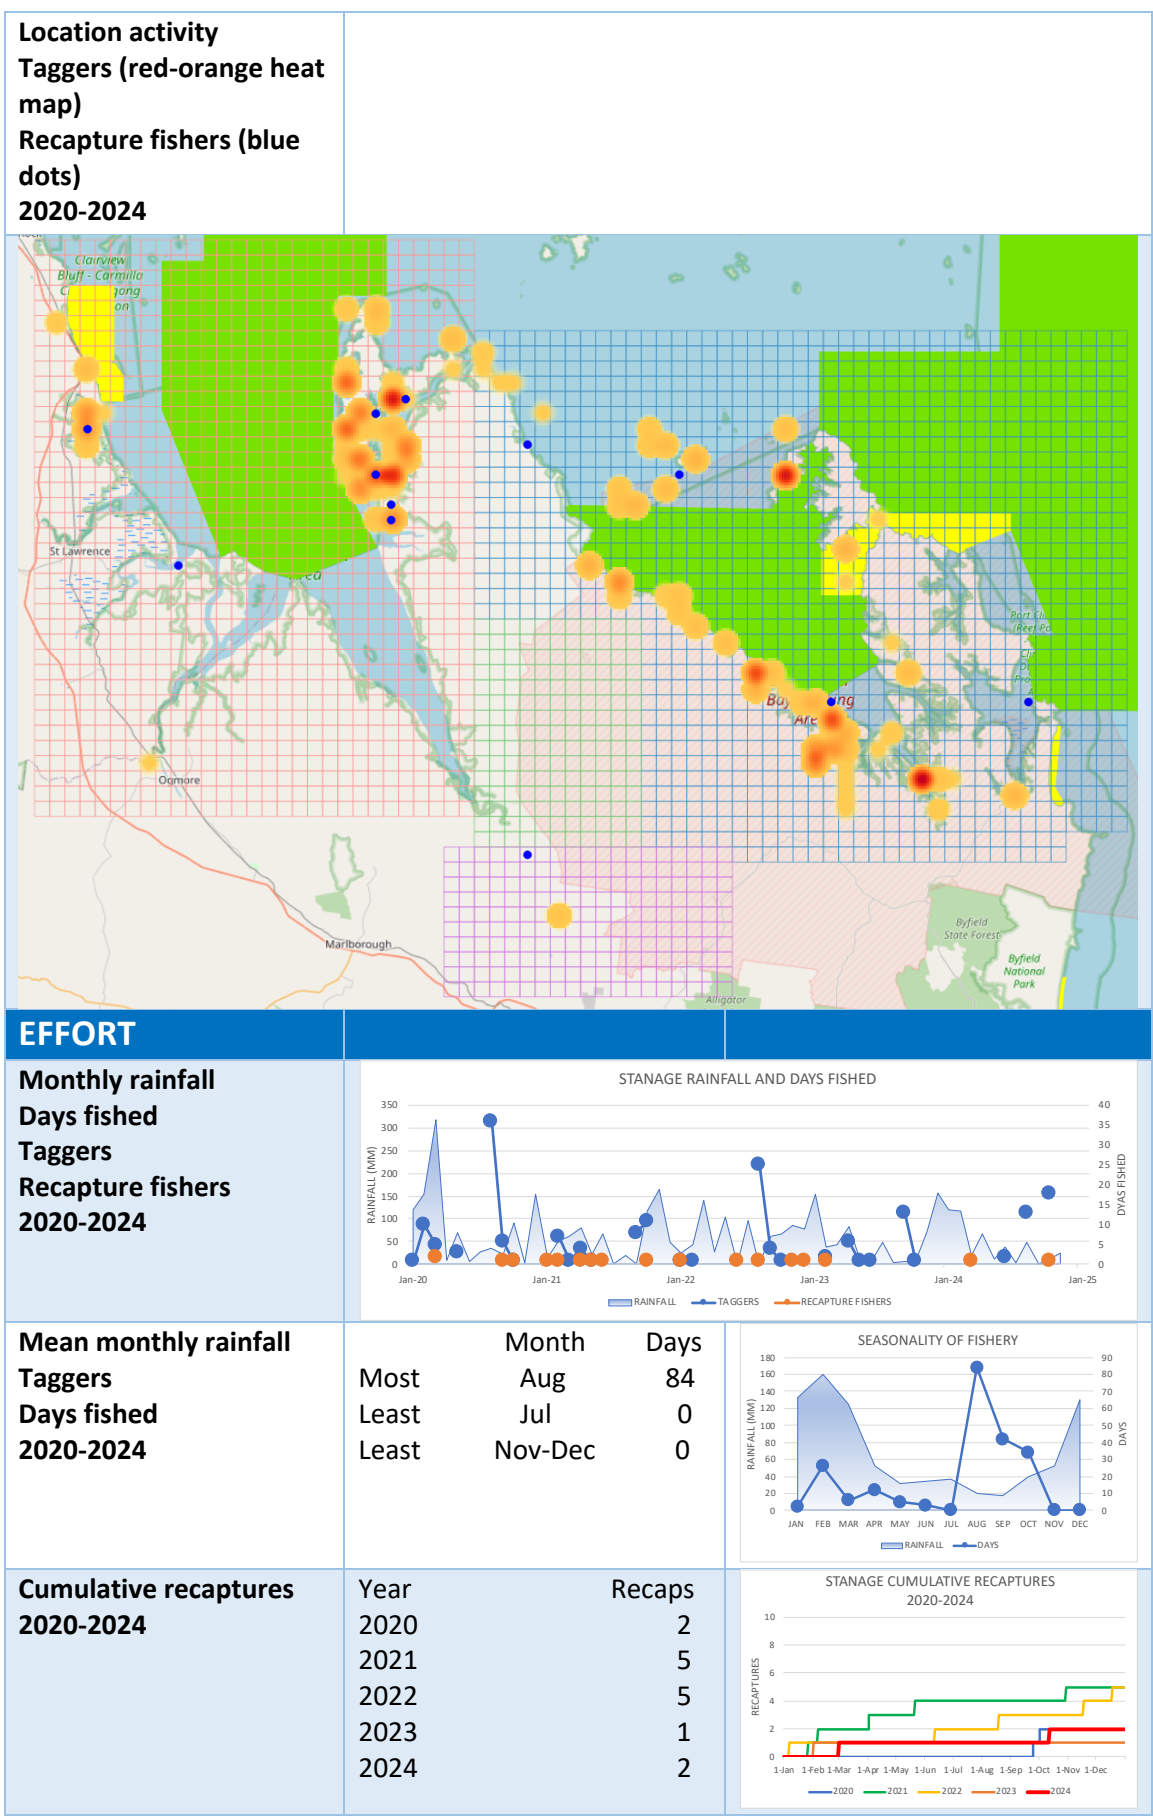 Location activity
Taggers (red-orange heat
map)
Recapture fishers (blue
dots)
2020-2024
Clairview
Bluff - Carmilla
St Lawrence
Ogmore
Marlborough
Byfield
State Forest
Byfield
National
Park
Alligator
EFFORT
Monthly rainfall
Days fished
Taggers
Recapture fishers
2020-2024
STANAGE RAINFALL AND DAYS FISHED
RAINFALL (MM)
350
300
250
200
150
100
50
0
40
35
30
25
20
15
10
5
0
DYAS FISHED
Jan-20 Jan-21 Jan-22 Jan-23 Jan-24 Jan-25
RAINFALL TAGGERS RECAPTURE FISHERS
Mean monthly rainfall
Taggers
Days fished
2020-2024
Month Days
Most Aug 84
Least Jul 0
Least Nov-Dec 0
SEASONALITY OF FISHERY
RAINFALL (MM)
180
160
140
120
100
80
60
40
20
0
90
80
70
60
50
40
30
20
10
0
DAYS
JAN FEB MAR APR MAY JUN JUL AUG SEP OCT NOV DEC
RAINFALL DAYS
Cumulative recaptures
2020-2024
Year Recaps
2020 2
2021 5
2022 5
2023 1
2024 2
STANAGE CUMULATIVE RECAPTURES
2020-2024
RECAPTURES
10
8
6
4
2
0
1-Jan 1-Feb 1-Mar 1-Apr 1-May 1-Jun 1-Jul 1-Aug 1-Sep 1-Oct 1-Nov 1-Dec
2020 2021 2022 2023 2024